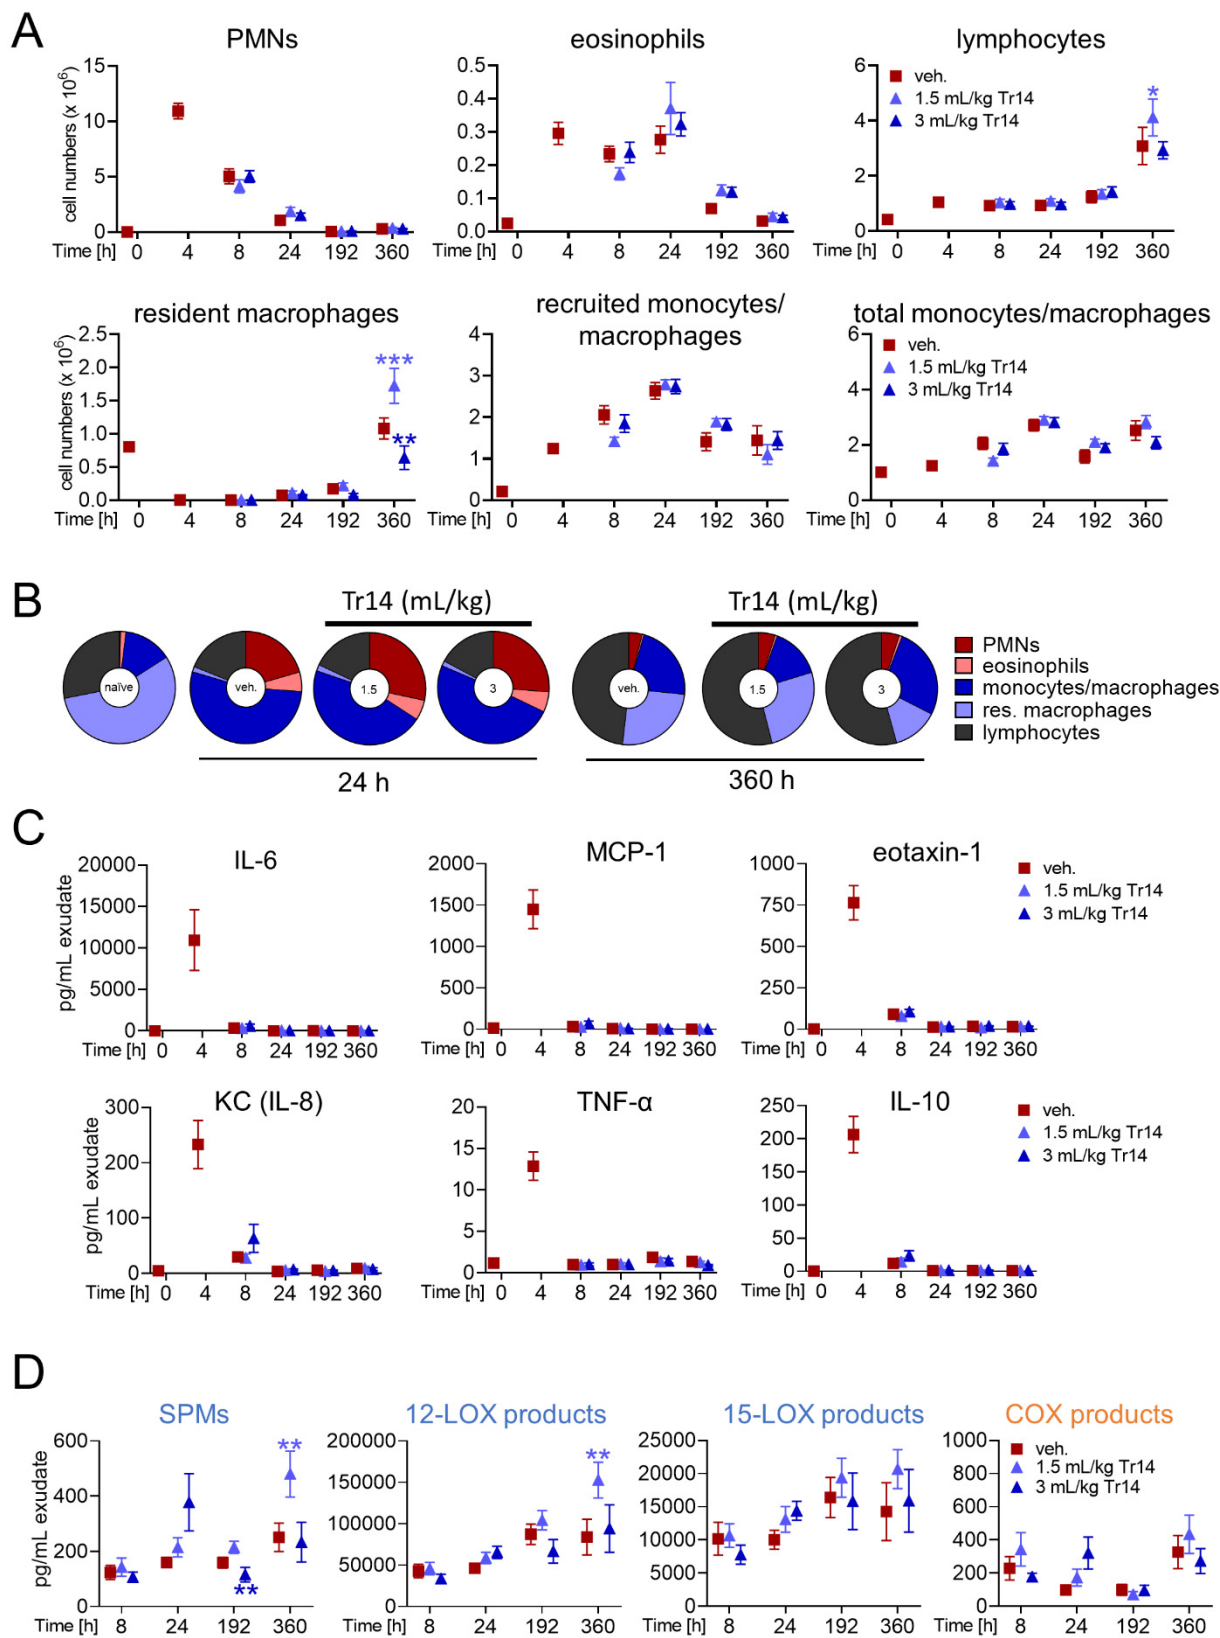 A
PMNs
eosinophils
lymphocytes
cell numbers (x 10⁶)
15
10
5
0
Time [h] 0 4 8 24 192 360
0.5
0.4
0.3
0.2
0.1
0.0
Time [h] 0 4 8 24 192 360
6
4
2
0
veh.
1.5 mL/kg Tr14
3 mL/kg Tr14
*
Time [h] 0 4 8 24 192 360
resident macrophages
recruited monocytes/
macrophages
total monocytes/macrophages
cell numbers (x 10⁶)
2.5
2.0
1.5
1.0
0.5
0.0
***
**
Time [h] 0 4 8 24 192 360
4
3
2
1
0
Time [h] 0 4 8 24 192 360
6
4
2
0
veh.
1.5 mL/kg Tr14
3 mL/kg Tr14
Time [h] 0 4 8 24 192 360
B
Tr14 (mL/kg)
Tr14 (mL/kg)
naïve
veh.
1.5
3
veh.
1.5
3
24 h
360 h
PMNs
eosinophils
monocytes/macrophages
res. macrophages
lymphocytes
C
IL-6
MCP-1
eotaxin-1
pg/mL exudate
20000
15000
10000
5000
0
Time [h] 0 4 8 24 192 360
2000
1500
1000
500
0
Time [h] 0 4 8 24 192 360
1000
750
500
250
0
Time [h] 0 4 8 24 192 360
veh.
1.5 mL/kg Tr14
3 mL/kg Tr14
KC (IL-8)
TNF-α
IL-10
pg/mL exudate
300
200
100
0
Time [h] 0 4 8 24 192 360
20
15
10
5
0
Time [h] 0 4 8 24 192 360
250
200
150
100
50
0
Time [h] 0 4 8 24 192 360
veh.
1.5 mL/kg Tr14
3 mL/kg Tr14
D
SPMs
12-LOX products
15-LOX products
COX products
pg/mL exudate
600
400
200
0
**
**
Time [h] 8 24 192 360
200000
150000
100000
50000
0
**
Time [h] 8 24 192 360
25000
20000
15000
10000
5000
0
Time [h] 8 24 192 360
1000
800
600
400
200
0
veh.
1.5 mL/kg Tr14
3 mL/kg Tr14
Time [h] 8 24 192 360